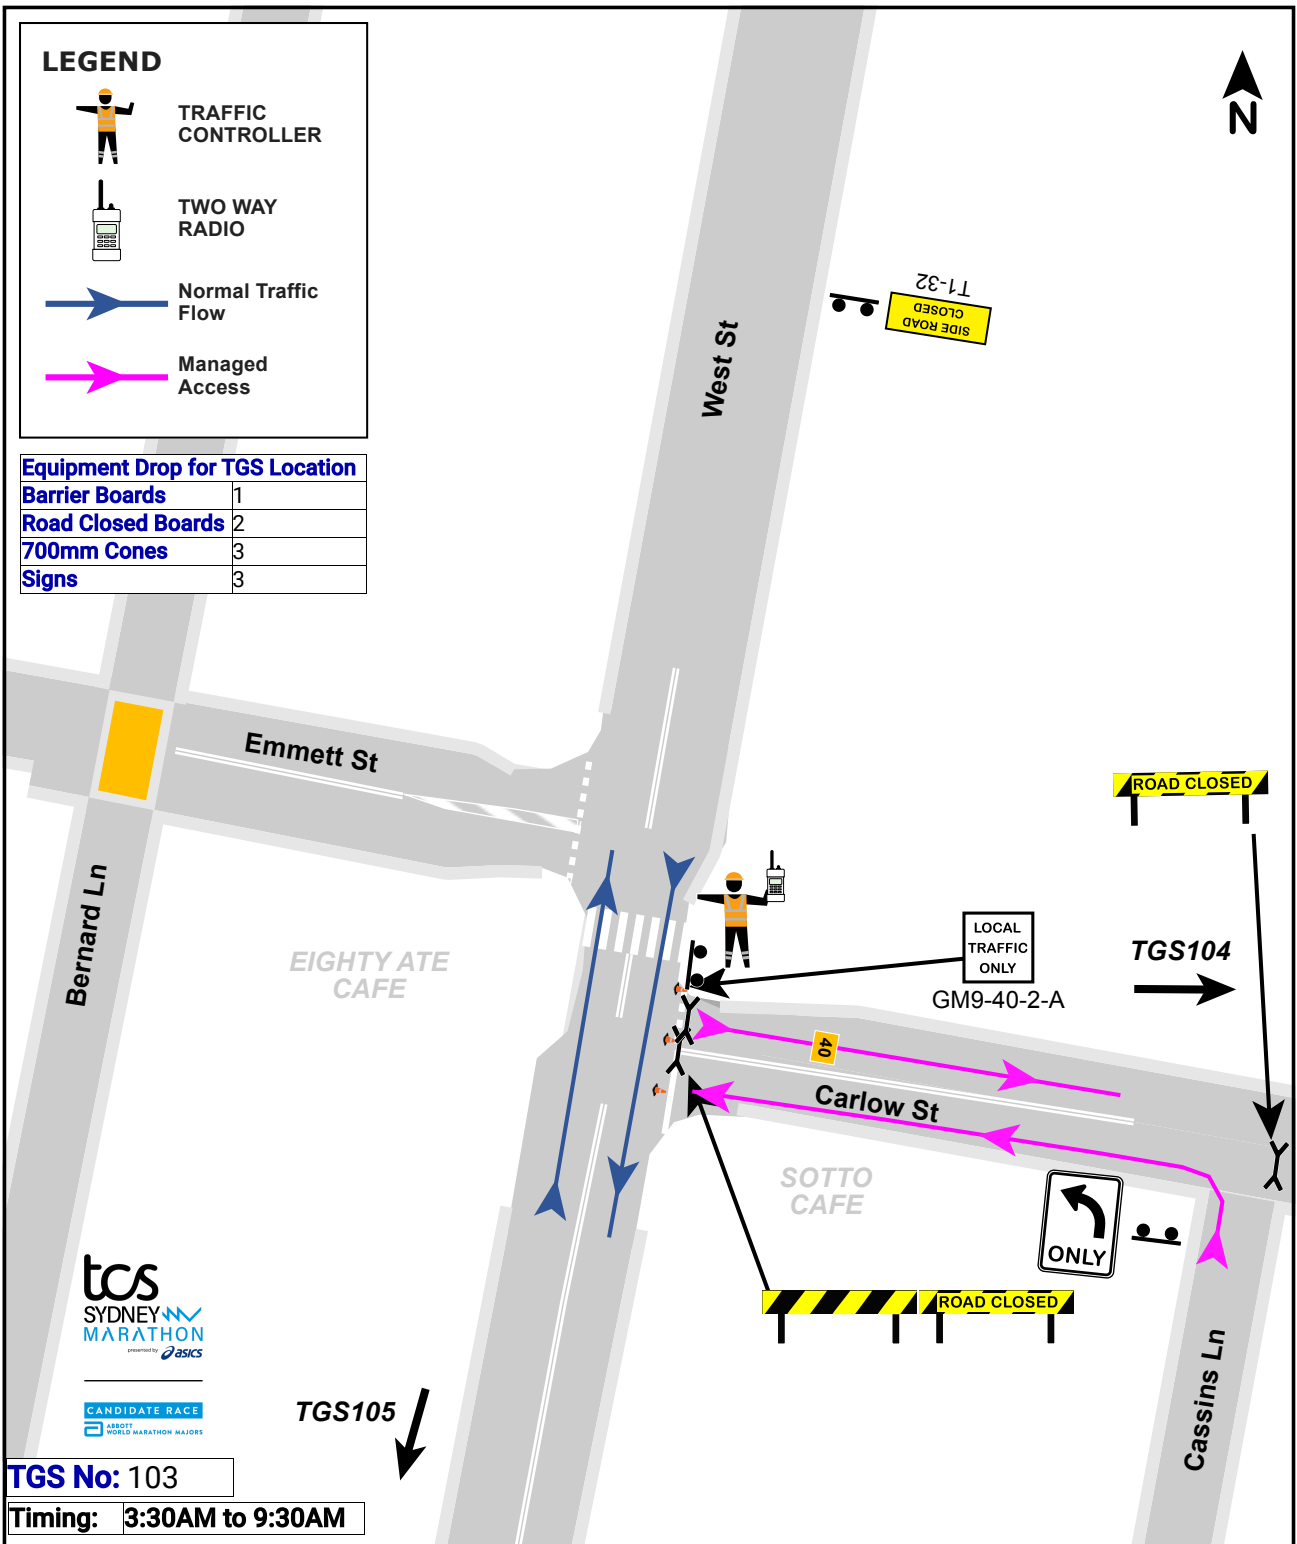 LEGEND
TRAFFIC
CONTROLLER
TWO WAY
RADIO
Normal Traffic
Flow
Managed
Access
N
Equipment Drop for TGS Location
Barrier Boards 1
Road Closed Boards 2
700mm Cones 3
Signs 3
T1-32
SIDE ROAD
CLOSED
West St
Emmett St
Bernard Ln
ROAD CLOSED
EIGHTY ATE
CAFE
LOCAL
TRAFFIC
ONLY
GM9-40-2-A
TGS104
40
Carlow St
SOTTO
CAFE
ONLY
ROAD CLOSED
Cassins Ln
tcs
SYDNEY
MARATHON
presented by asics
CANDIDATE RACE
ABBOTT
WORLD MARATHON MAJORS
TGS105
TGS No: 103
Timing: 3:30AM to 9:30AM